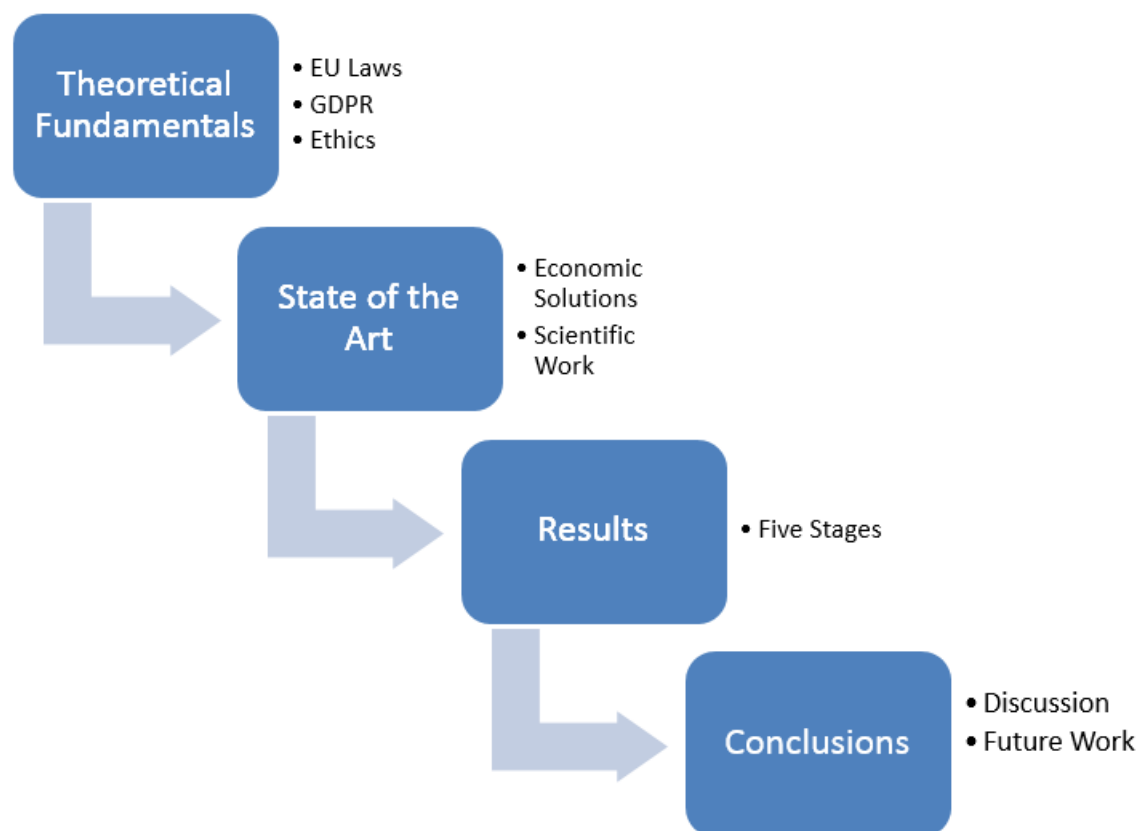 Theoretical
Fundamentals
• EU Laws
• GDPR
• Ethics
State of the
Art
• Economic
Solutions
• Scientific
Work
Results
• Five Stages
Conclusions
• Discussion
• Future Work